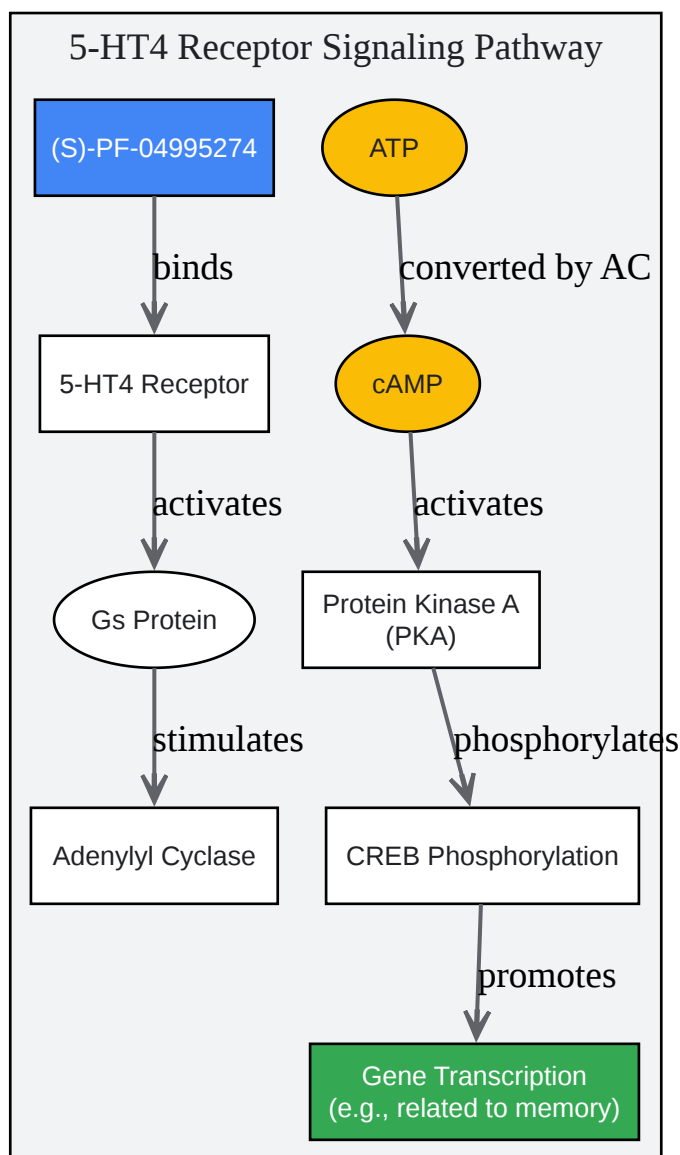 5-HT4 Receptor Signaling Pathway
(S)-PF-04995274
ATP
binds
converted by AC
5-HT4 Receptor
cAMP
activates
activates
Gs Protein
Protein Kinase A
(PKA)
stimulates
phosphorylates
Adenylyl Cyclase
CREB Phosphorylation
promotes
Gene Transcription
(e.g., related to memory)